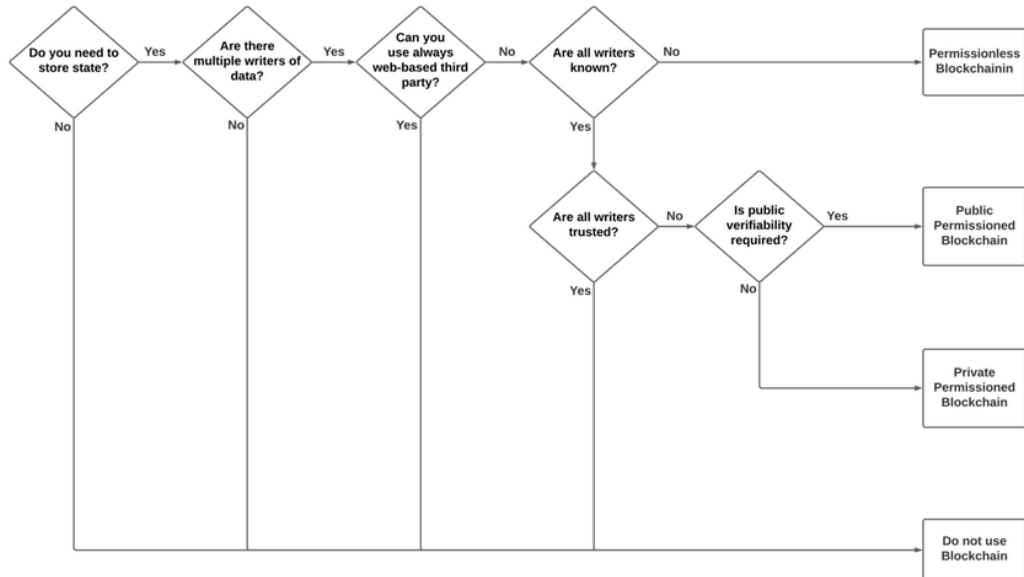 Do you need to
store state?
Yes
Are there
multiple writers of
data?
Yes
Can you
use always
web-based third
party?
No
Are all writers
known?
No
Permissionless
Blockchainin
No
No
Yes
Yes
Are all writers
trusted?
No
Is public
verifiability
required?
Yes
Public
Permissioned
Blockchain
Yes
No
Private
Permissioned
Blockchain
Do not use
Blockchain